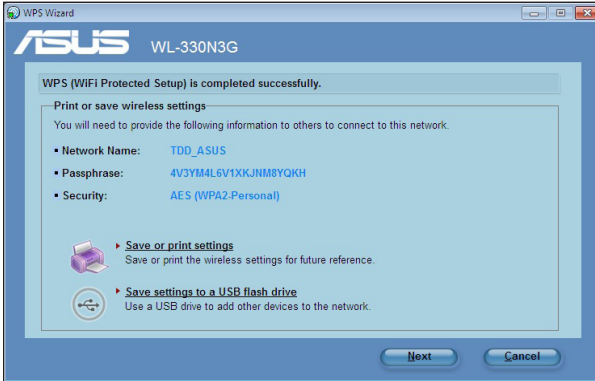 WPS Wizard
ASUS WL-330N3G
WPS (WiFi Protected Setup) is completed successfully.
Print or save wireless settings
You will need to provide the following information to others to connect to this network.
▪ Network Name: TDD_ASUS
▪ Passphrase: 4V3YM4L6V1XKJNM8YQKH
▪ Security: AES (WPA2-Personal)
Save or print settings
Save or print the wireless settings for future reference.
Save settings to a USB flash drive
Use a USB drive to add other devices to the network.
Next Cancel